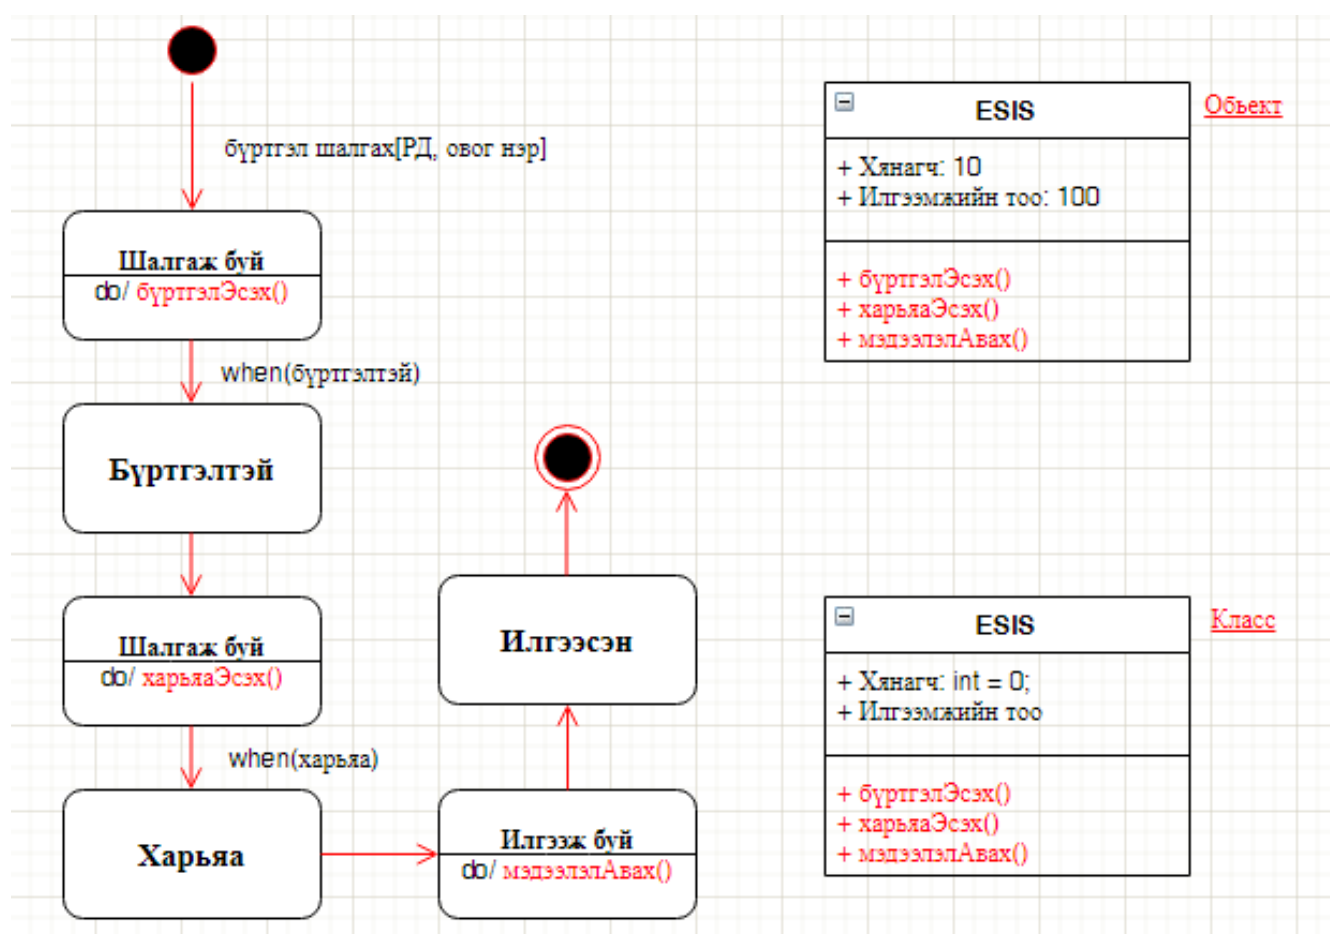 бүртгэл шалгах[РД, овог нэр]
Шалгаж буй
do/ бүртгэлЭсэх()
when(бүртгэлтэй)
Бүртгэлтэй
Шалгаж буй
do/ харьяаЭсэх()
when(харьяа)
Харьяа
Илгээж буй
do/ мэдээлэлАвах()
Илгээсэн
ESIS
Обьект
+ Хянагч: 10
+ Илгээмжийн тоо: 100
+ бүртгэлЭсэх()
+ харьяаЭсэх()
+ мэдээлэлАвах()
ESIS
Класс
+ Хянагч: int = 0;
+ Илгээмжийн тоо
+ бүртгэлЭсэх()
+ харьяаЭсэх()
+ мэдээлэлАвах()